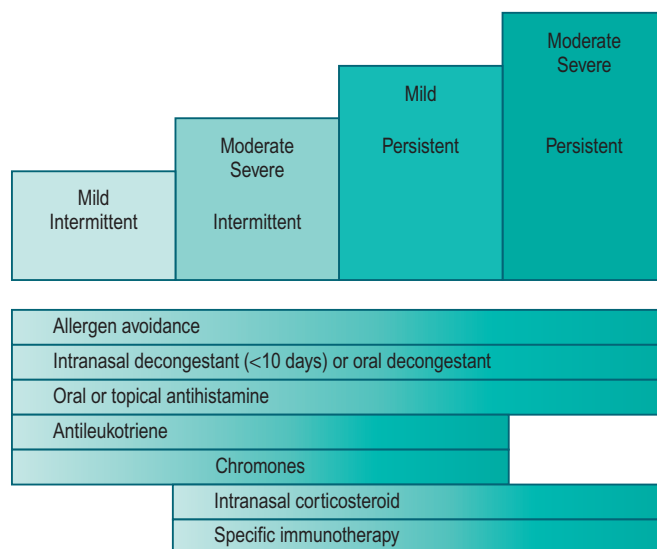 Moderate
Severe
Persistent
Mild
Persistent
Moderate
Severe
Intermittent
Mild
Intermittent
Allergen avoidance
Intranasal decongestant (<10 days) or oral decongestant
Oral or topical antihistamine
Antileukotriene
Chromones
Intranasal corticosteroid
Specific immunotherapy